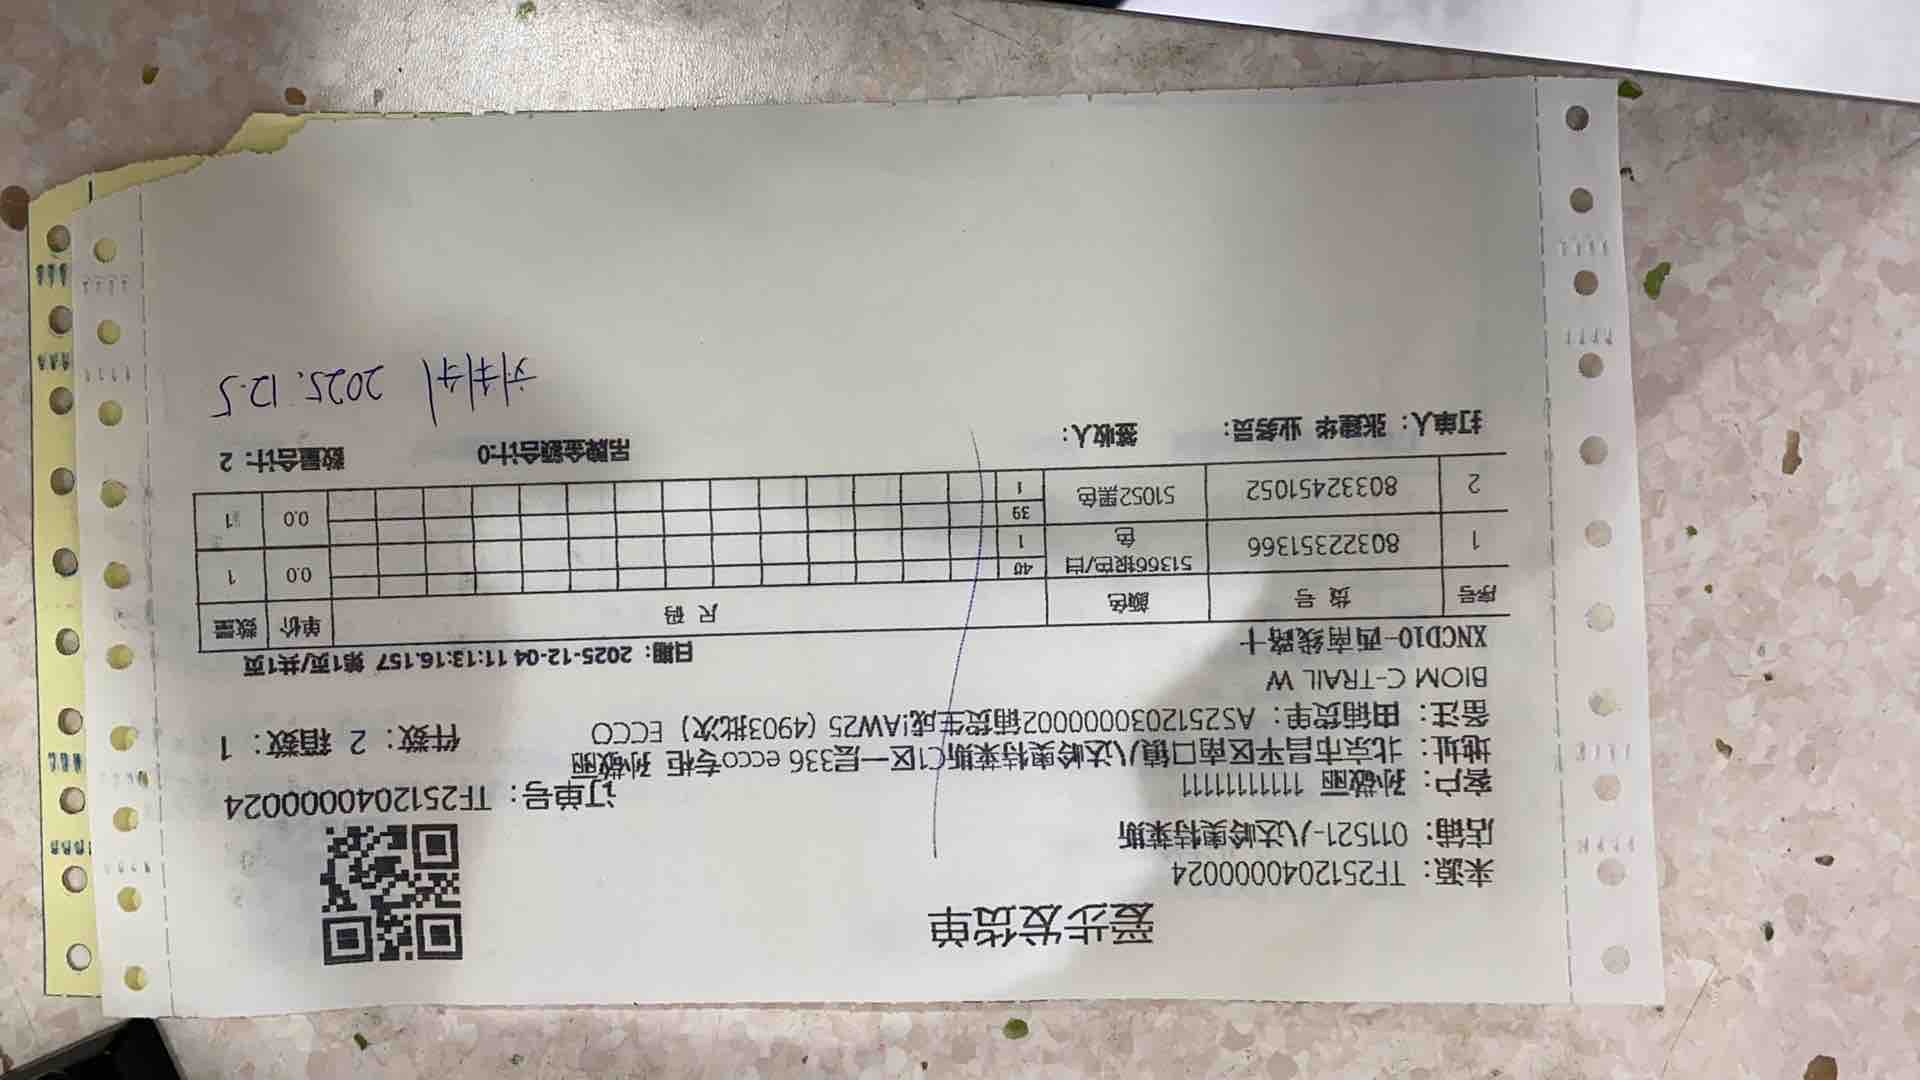 爱步发货单
来源：TF2512040000024
店铺：011521-八达岭奥特莱斯
客户：孙敬丽 11111111111
订单号：TF2512040000024
地址：北京市昌平区南口镇八达岭奥特莱斯C1区一层336 ecco专柜 孙敬丽
备注：由铺货单：AS2512030000002铺货生成!AW25（4903批次）ECCO
件数：2 箱数：1
BIOM C-TRAIL W
XNCD10-西南线路十
日期：2025-12-04 11:13:16.157 第1页/共1页
序号 货号 颜色 尺码 单价 数量
1 80322351366 51366银色/白色 40 1 0.0 1
2 80332451052 51052黑色 39 1 0.0 1
打单人：张建华 业务员： 签收人： 吊牌金额合计:0 数量合计：2
2025.12.5